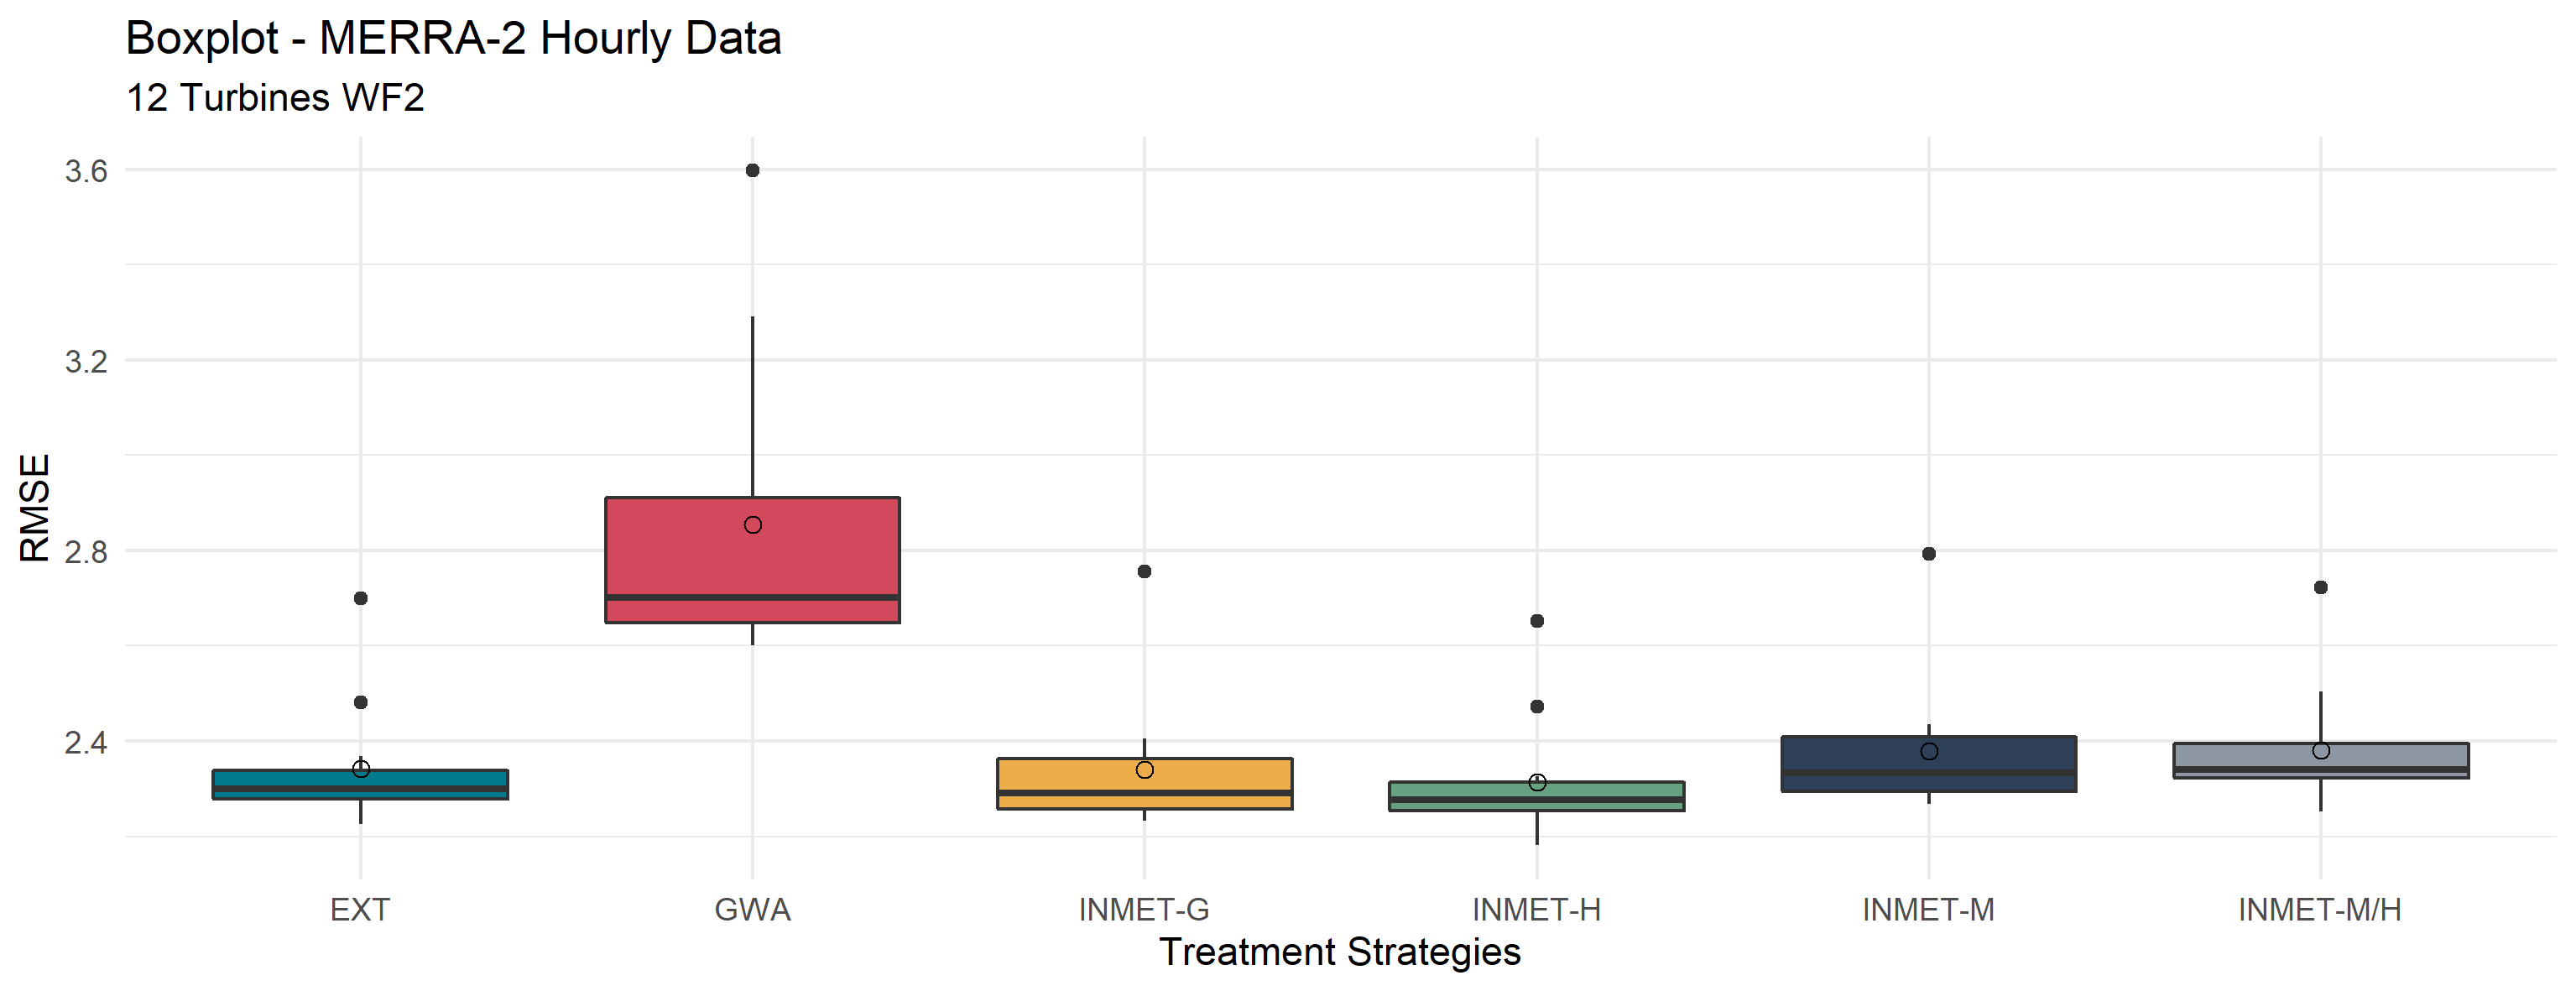 Boxplot - MERRA-2 Hourly Data
12 Turbines WF2
RMSE
3.6
3.2
2.8
2.4
EXT GWA INMET-G INMET-H INMET-M INMET-M/H
Treatment Strategies